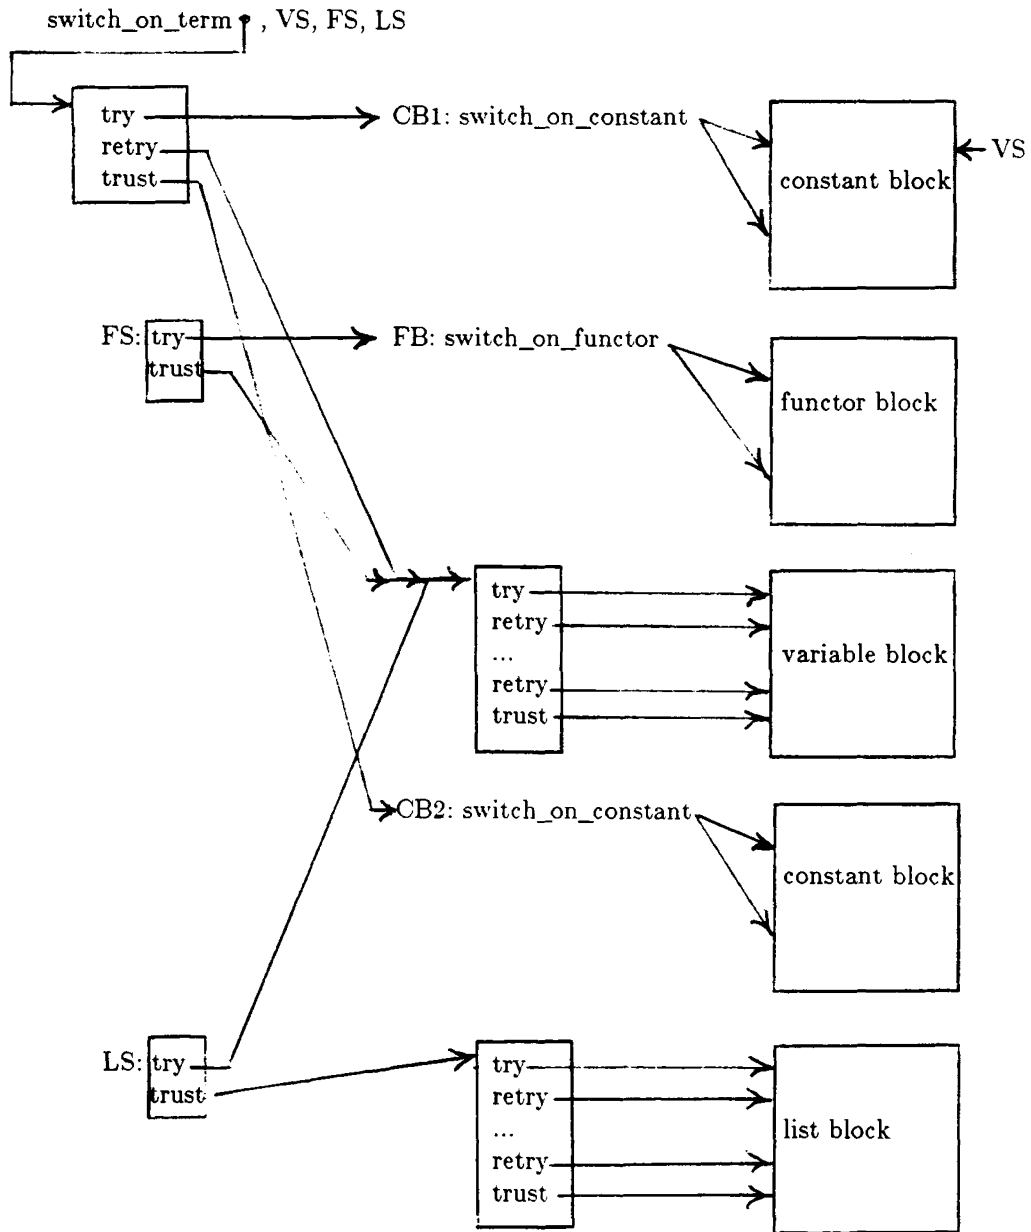 switch_on_term , VS, FS, LS
try
retry
trust
CB1: switch_on_constant
constant block
VS
FS:
try
trust
FB: switch_on_functor
functor block
try
retry
...
retry
trust
variable block
CB2: switch_on_constant
constant block
LS:
try
trust
try
retry
...
retry
trust
list block